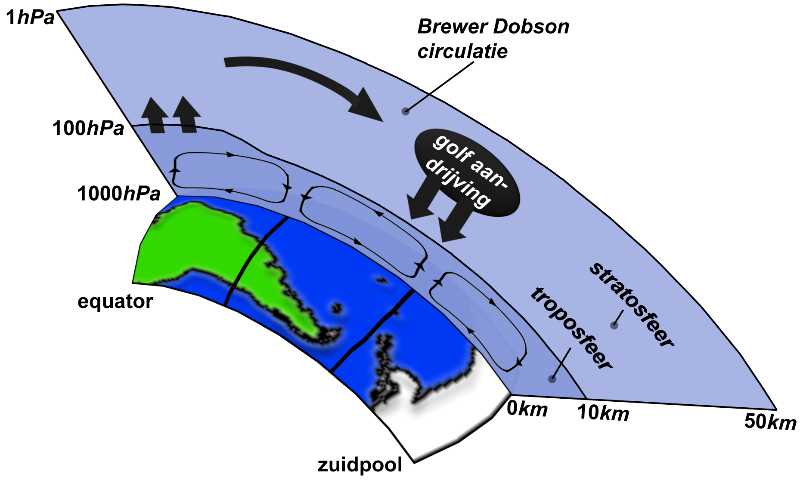 1hPa
Brewer Dobson
circulatie
100hPa
golf aan-
drijving
1000hPa
stratosfeer
troposfeer
equator
0km
10km
50km
zuidpool